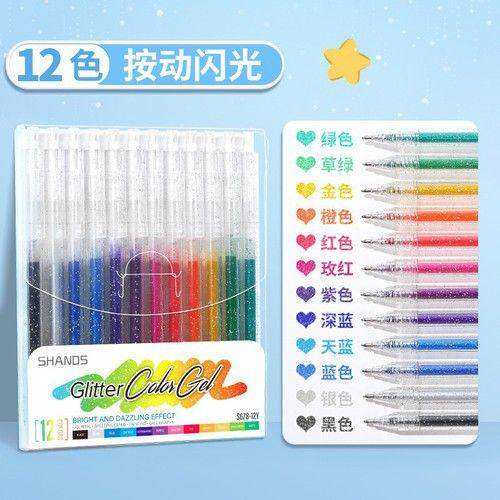 12色 按动闪光
绿色
草绿
金色
橙色
红色
玫红
紫色
深蓝
天蓝
蓝色
银色
黑色
SHANDS
Glitter Color Gel
12
BRIGHT AND DAZZLING EFFECT
S678-12Y